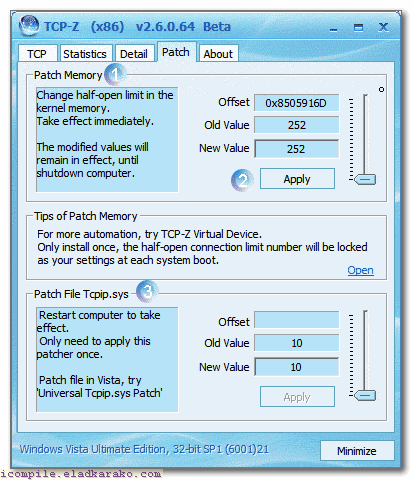 TCP-Z (x86) v2.6.0.64 Beta
TCP Statistics Detail Patch About
Patch Memory 1
Change half-open limit in the
kernel memory.
Take effect immediately.
The modified values will
remain in effect, until
shutdown computer.
Offset 0x8505916D
Old Value 252
New Value 252
2 Apply
Tips of Patch Memory
For more automation, try TCP-Z Virtual Device.
Only install once, the half-open connection limit number will be locked
as your settings at each system boot.
Open
Patch File Tcpip.sys 3
Restart computer to take
effect.
Only need to apply this
patcher once.
Patch file in Vista, try
'Universal Tcpip.sys Patch'
Offset
Old Value 10
New Value 10
Apply
Windows Vista Ultimate Edition, 32-bit SP1 (6001)21
Minimize
icompile.eladkarako.com